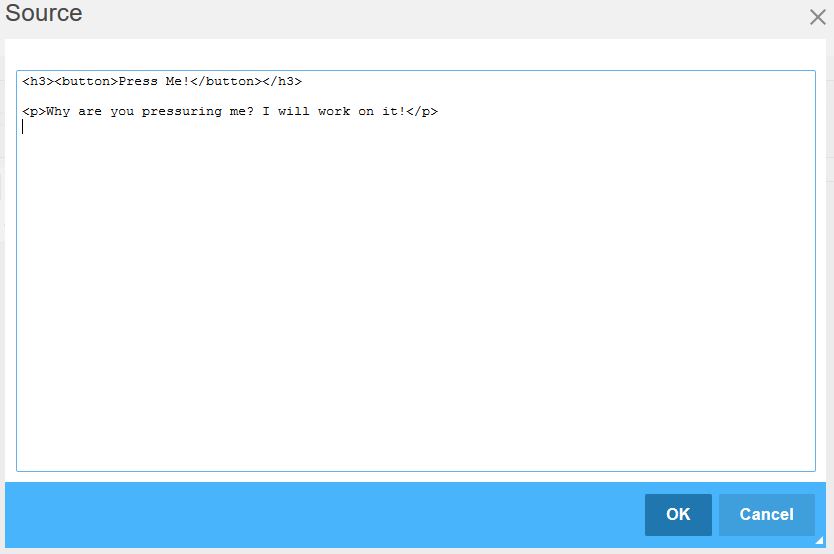 Source
<h3><button>Press Me!</button></h3>
<p>Why are you pressuring me? I will work on it!</p>
OK
Cancel